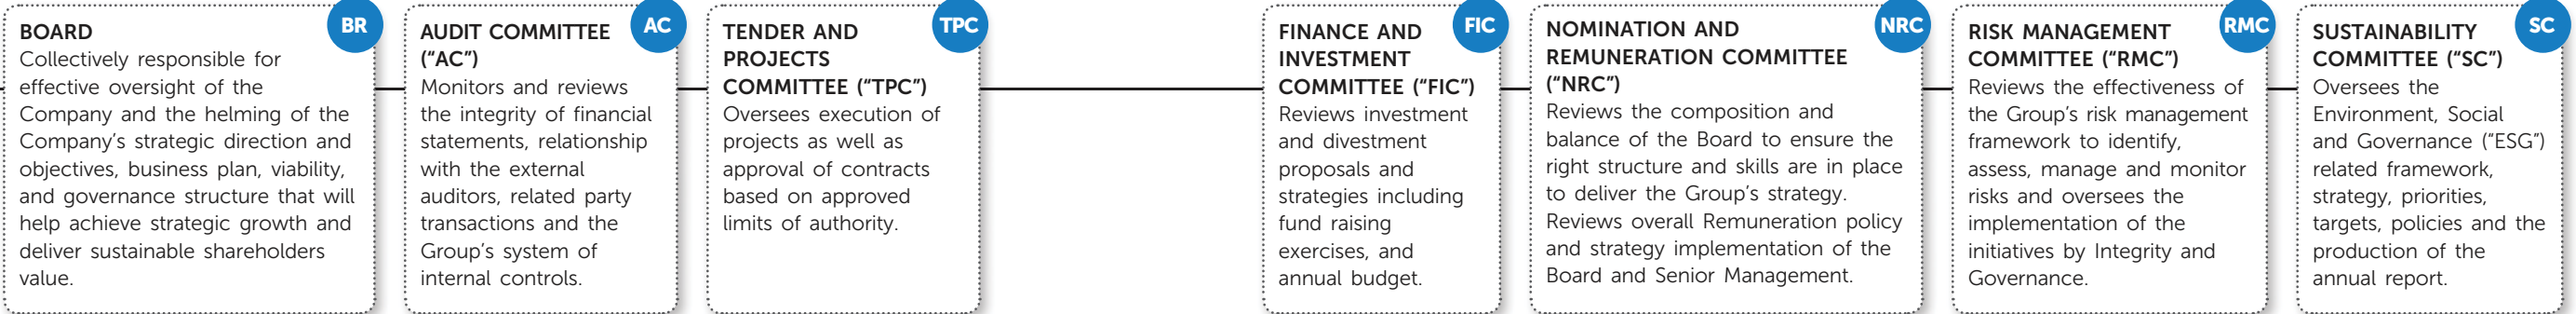 BOARD
BR
Collectively responsible for
effective oversight of the
Company and the helming of the
Company's strategic direction and
objectives, business plan, viability,
and governance structure that will
help achieve strategic growth and
deliver sustainable shareholders
value.
AUDIT COMMITTEE
("AC")
AC
Monitors and reviews
the integrity of financial
statements, relationship
with the external
auditors, related party
transactions and the
Group's system of
internal controls.
TENDER AND
PROJECTS
COMMITTEE ("TPC")
TPC
Oversees execution of
projects as well as
approval of contracts
based on approved
limits of authority.
FINANCE AND
INVESTMENT
COMMITTEE ("FIC")
FIC
Reviews investment
and divestment
proposals and
strategies including
fund raising
exercises, and
annual budget.
NOMINATION AND
REMUNERATION COMMITTEE
("NRC")
NRC
Reviews the composition and
balance of the Board to ensure the
right structure and skills are in place
to deliver the Group's strategy.
Reviews overall Remuneration policy
and strategy implementation of the
Board and Senior Management.
RISK MANAGEMENT
COMMITTEE ("RMC")
RMC
Reviews the effectiveness of
the Group's risk management
framework to identify,
assess, manage and monitor
risks and oversees the
implementation of the
initiatives by Integrity and
Governance.
SUSTAINABILITY
COMMITTEE ("SC")
SC
Oversees the
Environment, Social
and Governance ("ESG")
related framework,
strategy, priorities,
targets, policies and the
production of the
annual report.